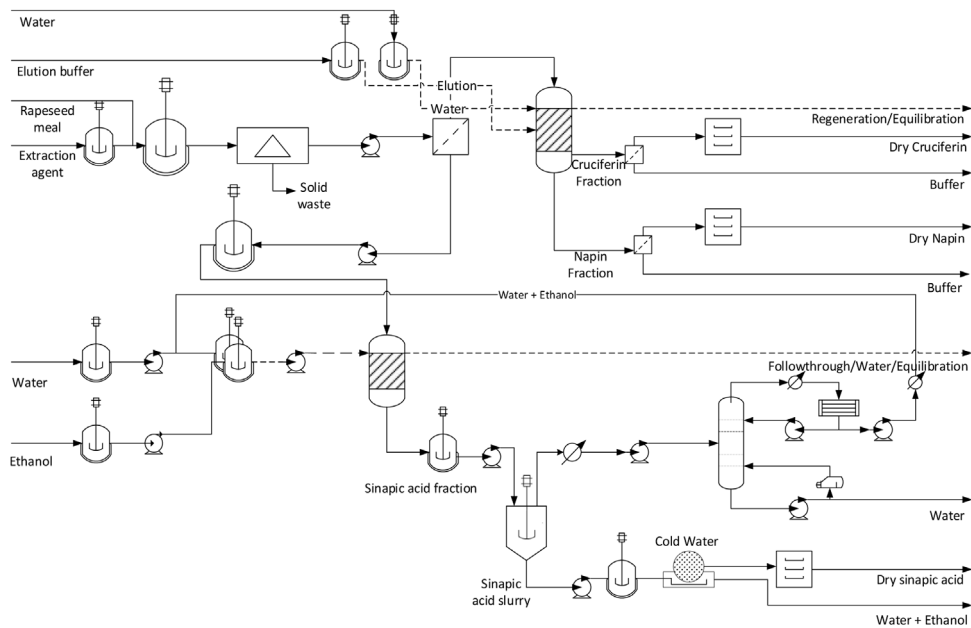 Water
Elution buffer
Elution
Water
Rapeseed
meal
Regeneration/Equilibration
Dry Cruciferin
Extraction
agent
Cruciferin
Fraction
Buffer
Solid
waste
Dry Napin
Napin
Fraction
Buffer
Water + Ethanol
Water
Followthrough/Water/Equilibration
Ethanol
Sinapic acid fraction
Water
Cold Water
Sinapic
acid slurry
Dry sinapic acid
Water + Ethanol